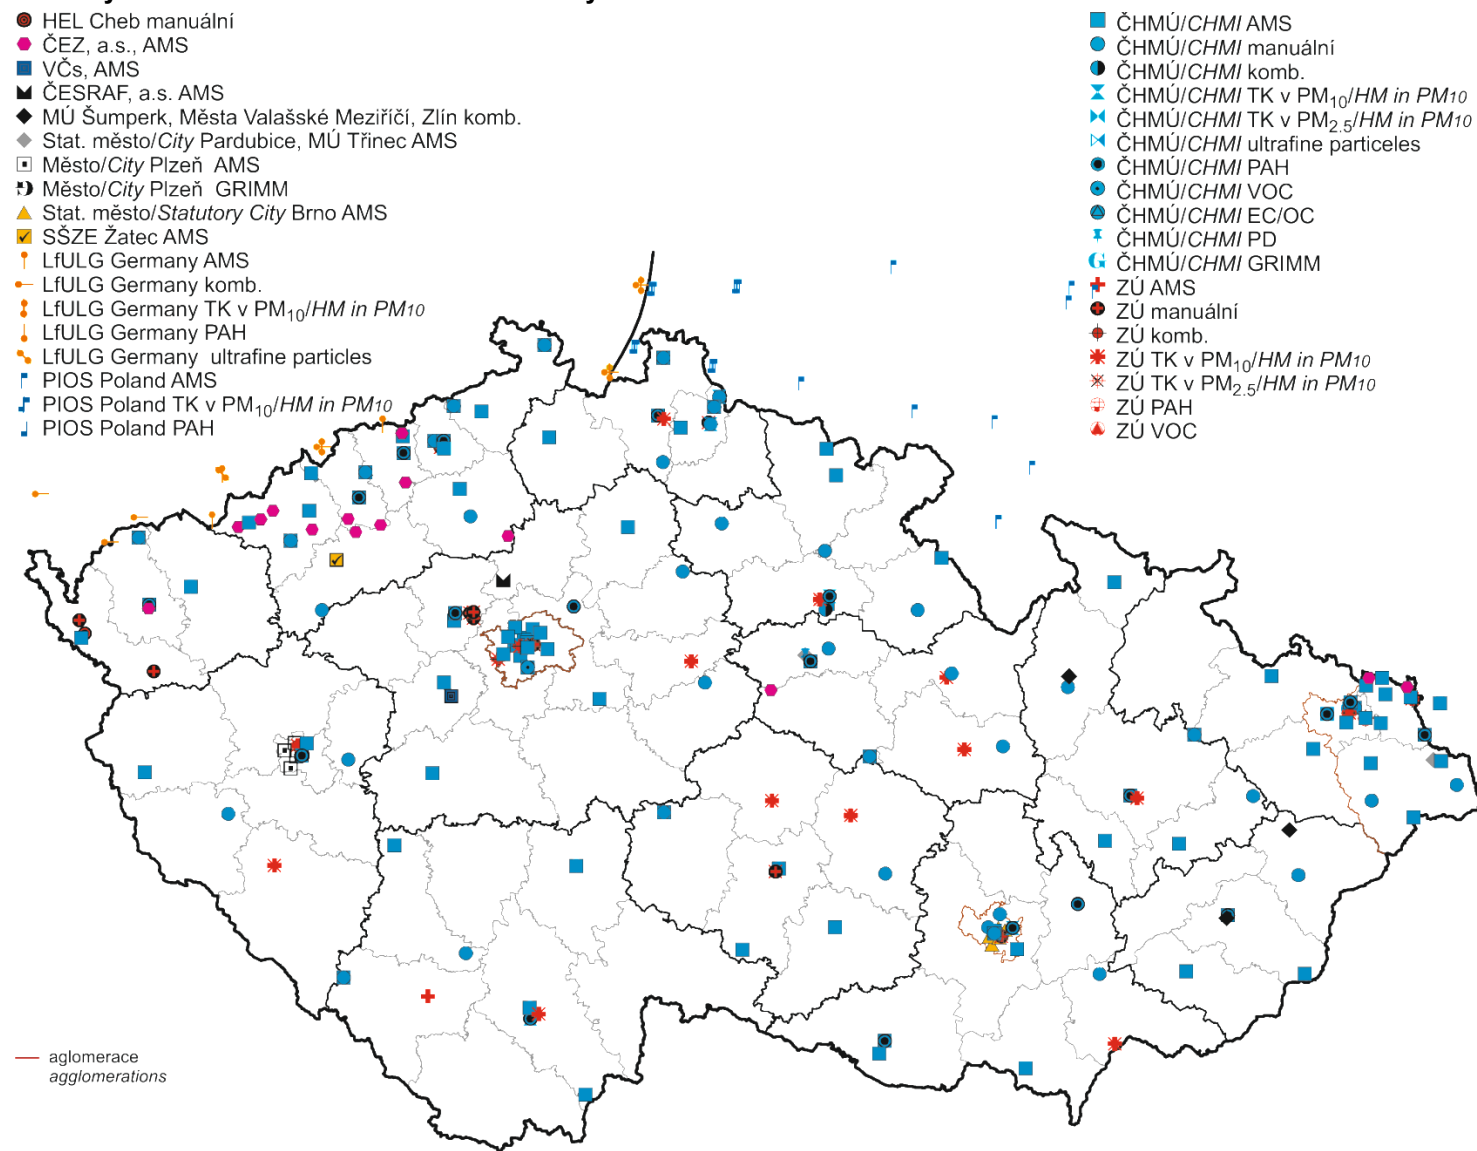 HEL Cheb manuální
ČEZ, a.s., AMS
VČs, AMS
ČESRAF, a.s. AMS
MÚ Šumperk, Města Valašské Meziříčí, Zlín komb.
Stat. město/City Pardubice, MÚ Třinec AMS
Město/City Plzeň AMS
Město/City Plzeň GRIMM
Stat. město/Statutory City Brno AMS
SŠZE Žatec AMS
LfULG Germany AMS
LfULG Germany komb.
LfULG Germany TK v PM10/HM in PM10
LfULG Germany PAH
LfULG Germany ultrafine particles
PIOS Poland AMS
PIOS Poland TK v PM10/HM in PM10
PIOS Poland PAH
ČHMÚ/CHMI AMS
ČHMÚ/CHMI manuální
ČHMÚ/CHMI komb.
ČHMÚ/CHMI TK v PM10/HM in PM10
ČHMÚ/CHMI TK v PM2.5/HM in PM10
ČHMÚ/CHMI ultrafine particeles
ČHMÚ/CHMI PAH
ČHMÚ/CHMI VOC
ČHMÚ/CHMI EC/OC
ČHMÚ/CHMI PD
ČHMÚ/CHMI GRIMM
ZÚ AMS
ZÚ manuální
ZÚ komb.
ZÚ TK v PM10/HM in PM10
ZÚ TK v PM2.5/HM in PM10
ZÚ PAH
ZÚ VOC
aglomerace
agglomerations